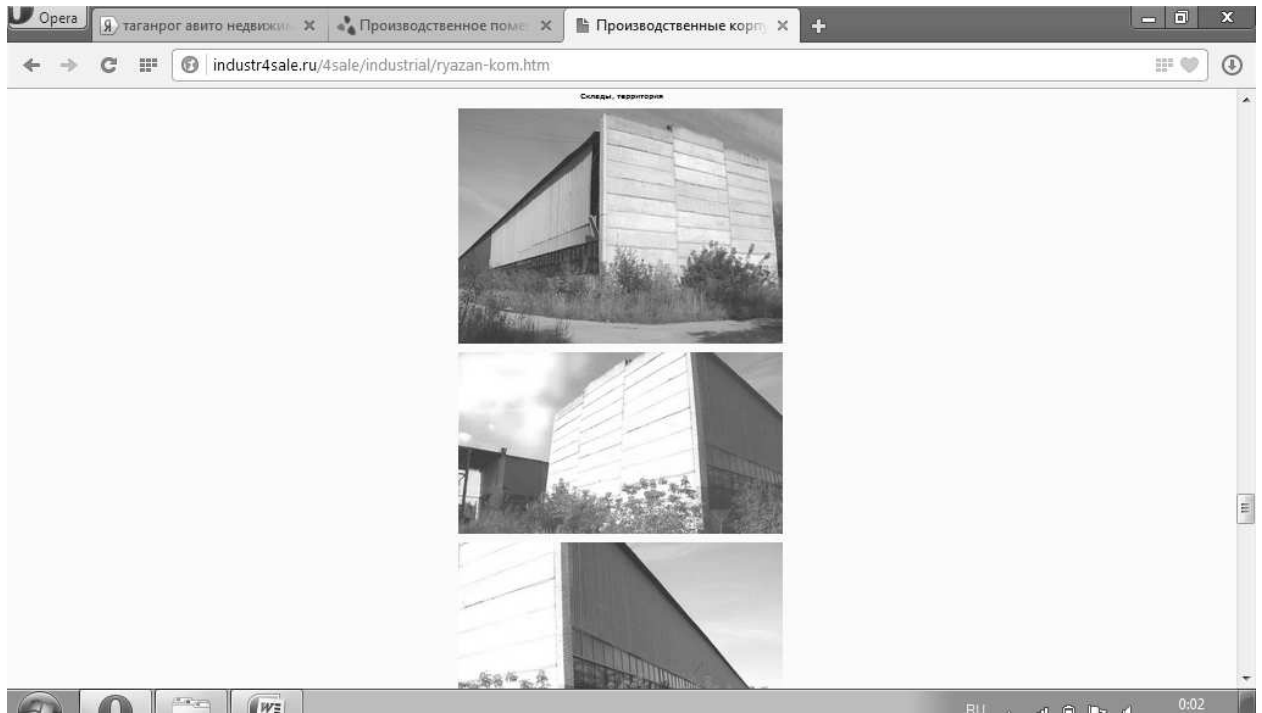 Opera
Я таганрог авито недвижи
Производственное поме
Производственные корп
industr4sale.ru/4sale/industrial/ryazan-kom.htm
Склады, территория
RU
0:02